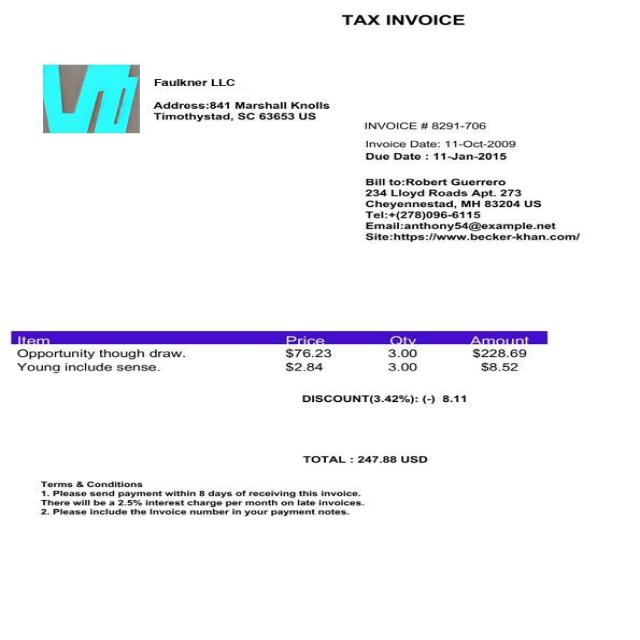 TAX INVOICE
Faulkner LLC
Address:841 Marshall Knolls
Timothystad, SC 63653 US
INVOICE # 8291-706
Invoice Date: 11-Oct-2009
Due Date : 11-Jan-2015
Bill to:Robert Guerrero
234 Lloyd Roads Apt. 273
Cheyennestad, MH 83204 US
Tel:+(278)096-6115
Email:anthony54@example.net
Site:https://www.becker-khan.com/
Item Price Qty Amount
Opportunity though draw. $76.23 3.00 $228.69
Young include sense. $2.84 3.00 $8.52
DISCOUNT(3.42%): (-) 8.11
TOTAL : 247.88 USD
Terms & Conditions
1. Please send payment within 8 days of receiving this invoice.
There will be a 2.5% interest charge per month on late invoices.
2. Please include the Invoice number in your payment notes.